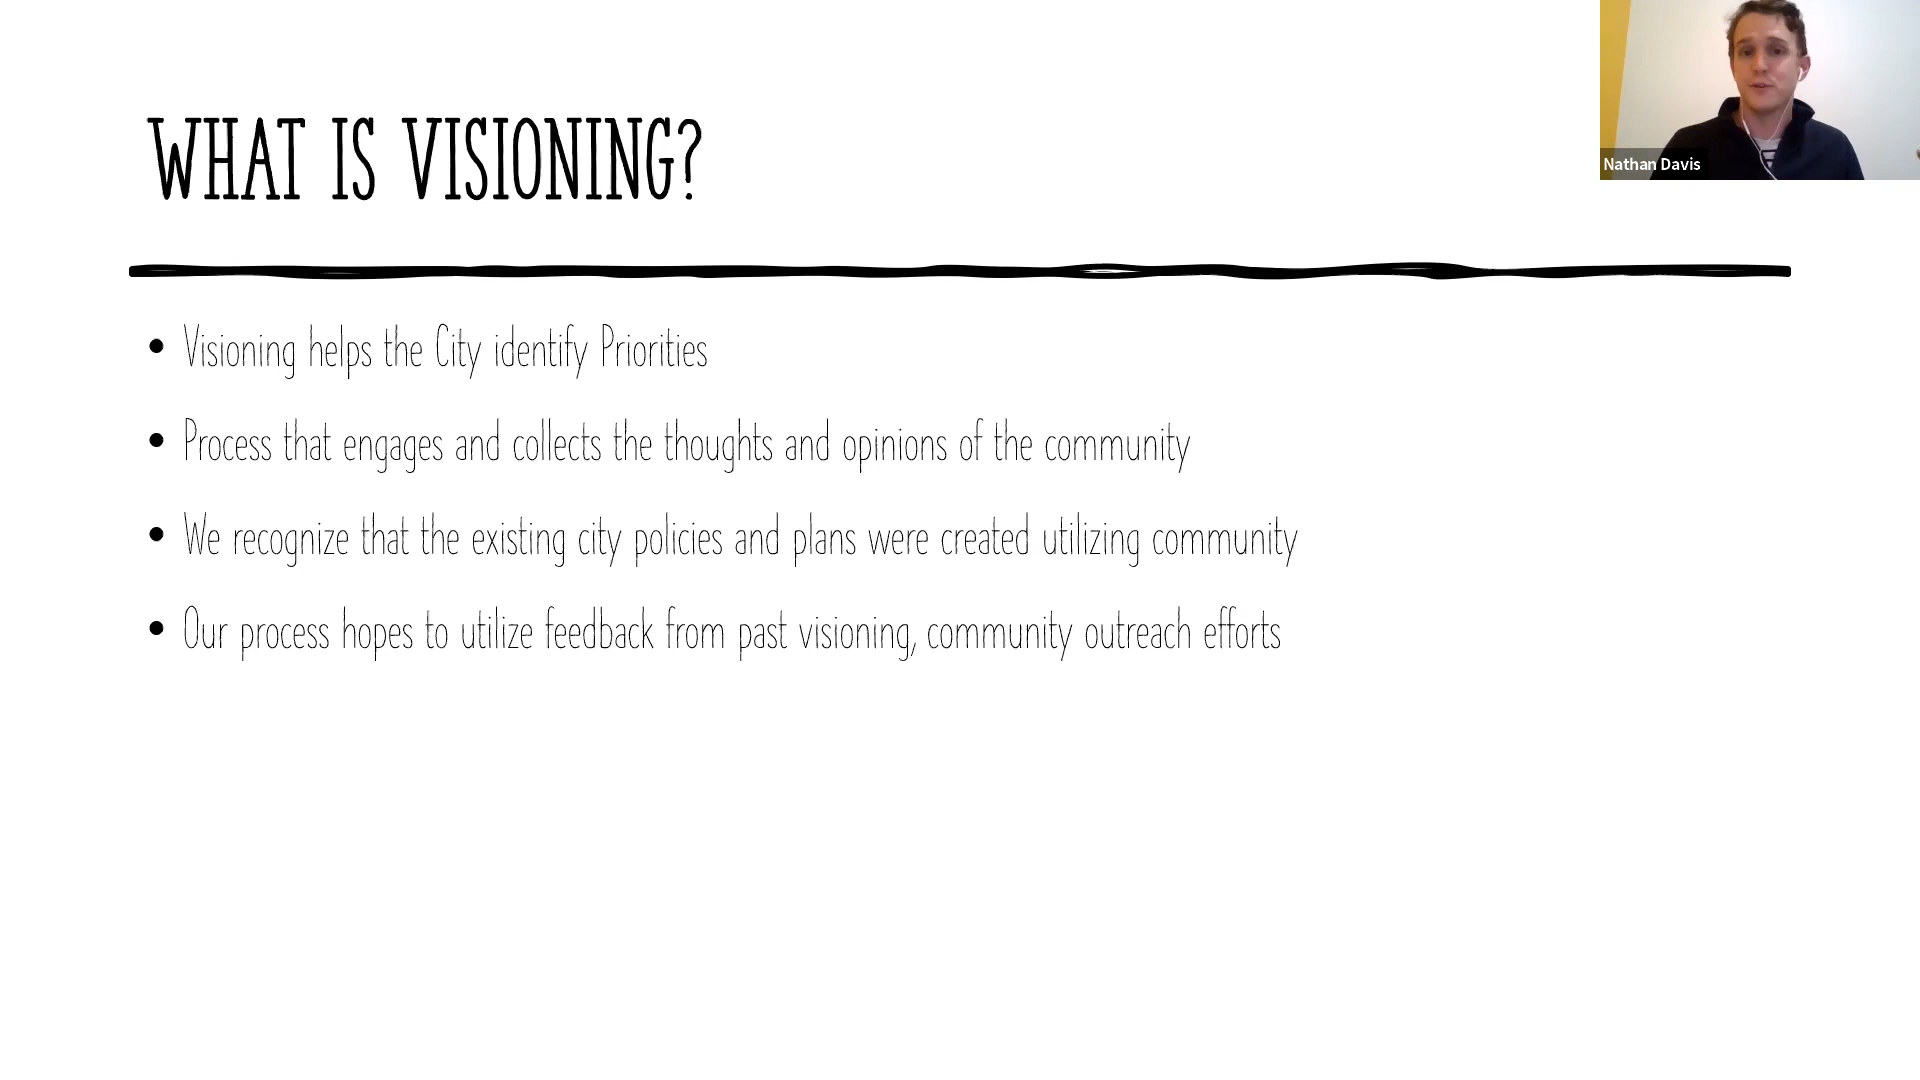 WHAT IS VISIONING?
Nathan Davis
• Visioning helps the City identify Priorities
• Process that engages and collects the thoughts and opinions of the community
• We recognize that the existing city policies and plans were created utilizing community
• Our process hopes to utilize feedback from past visioning, community outreach efforts